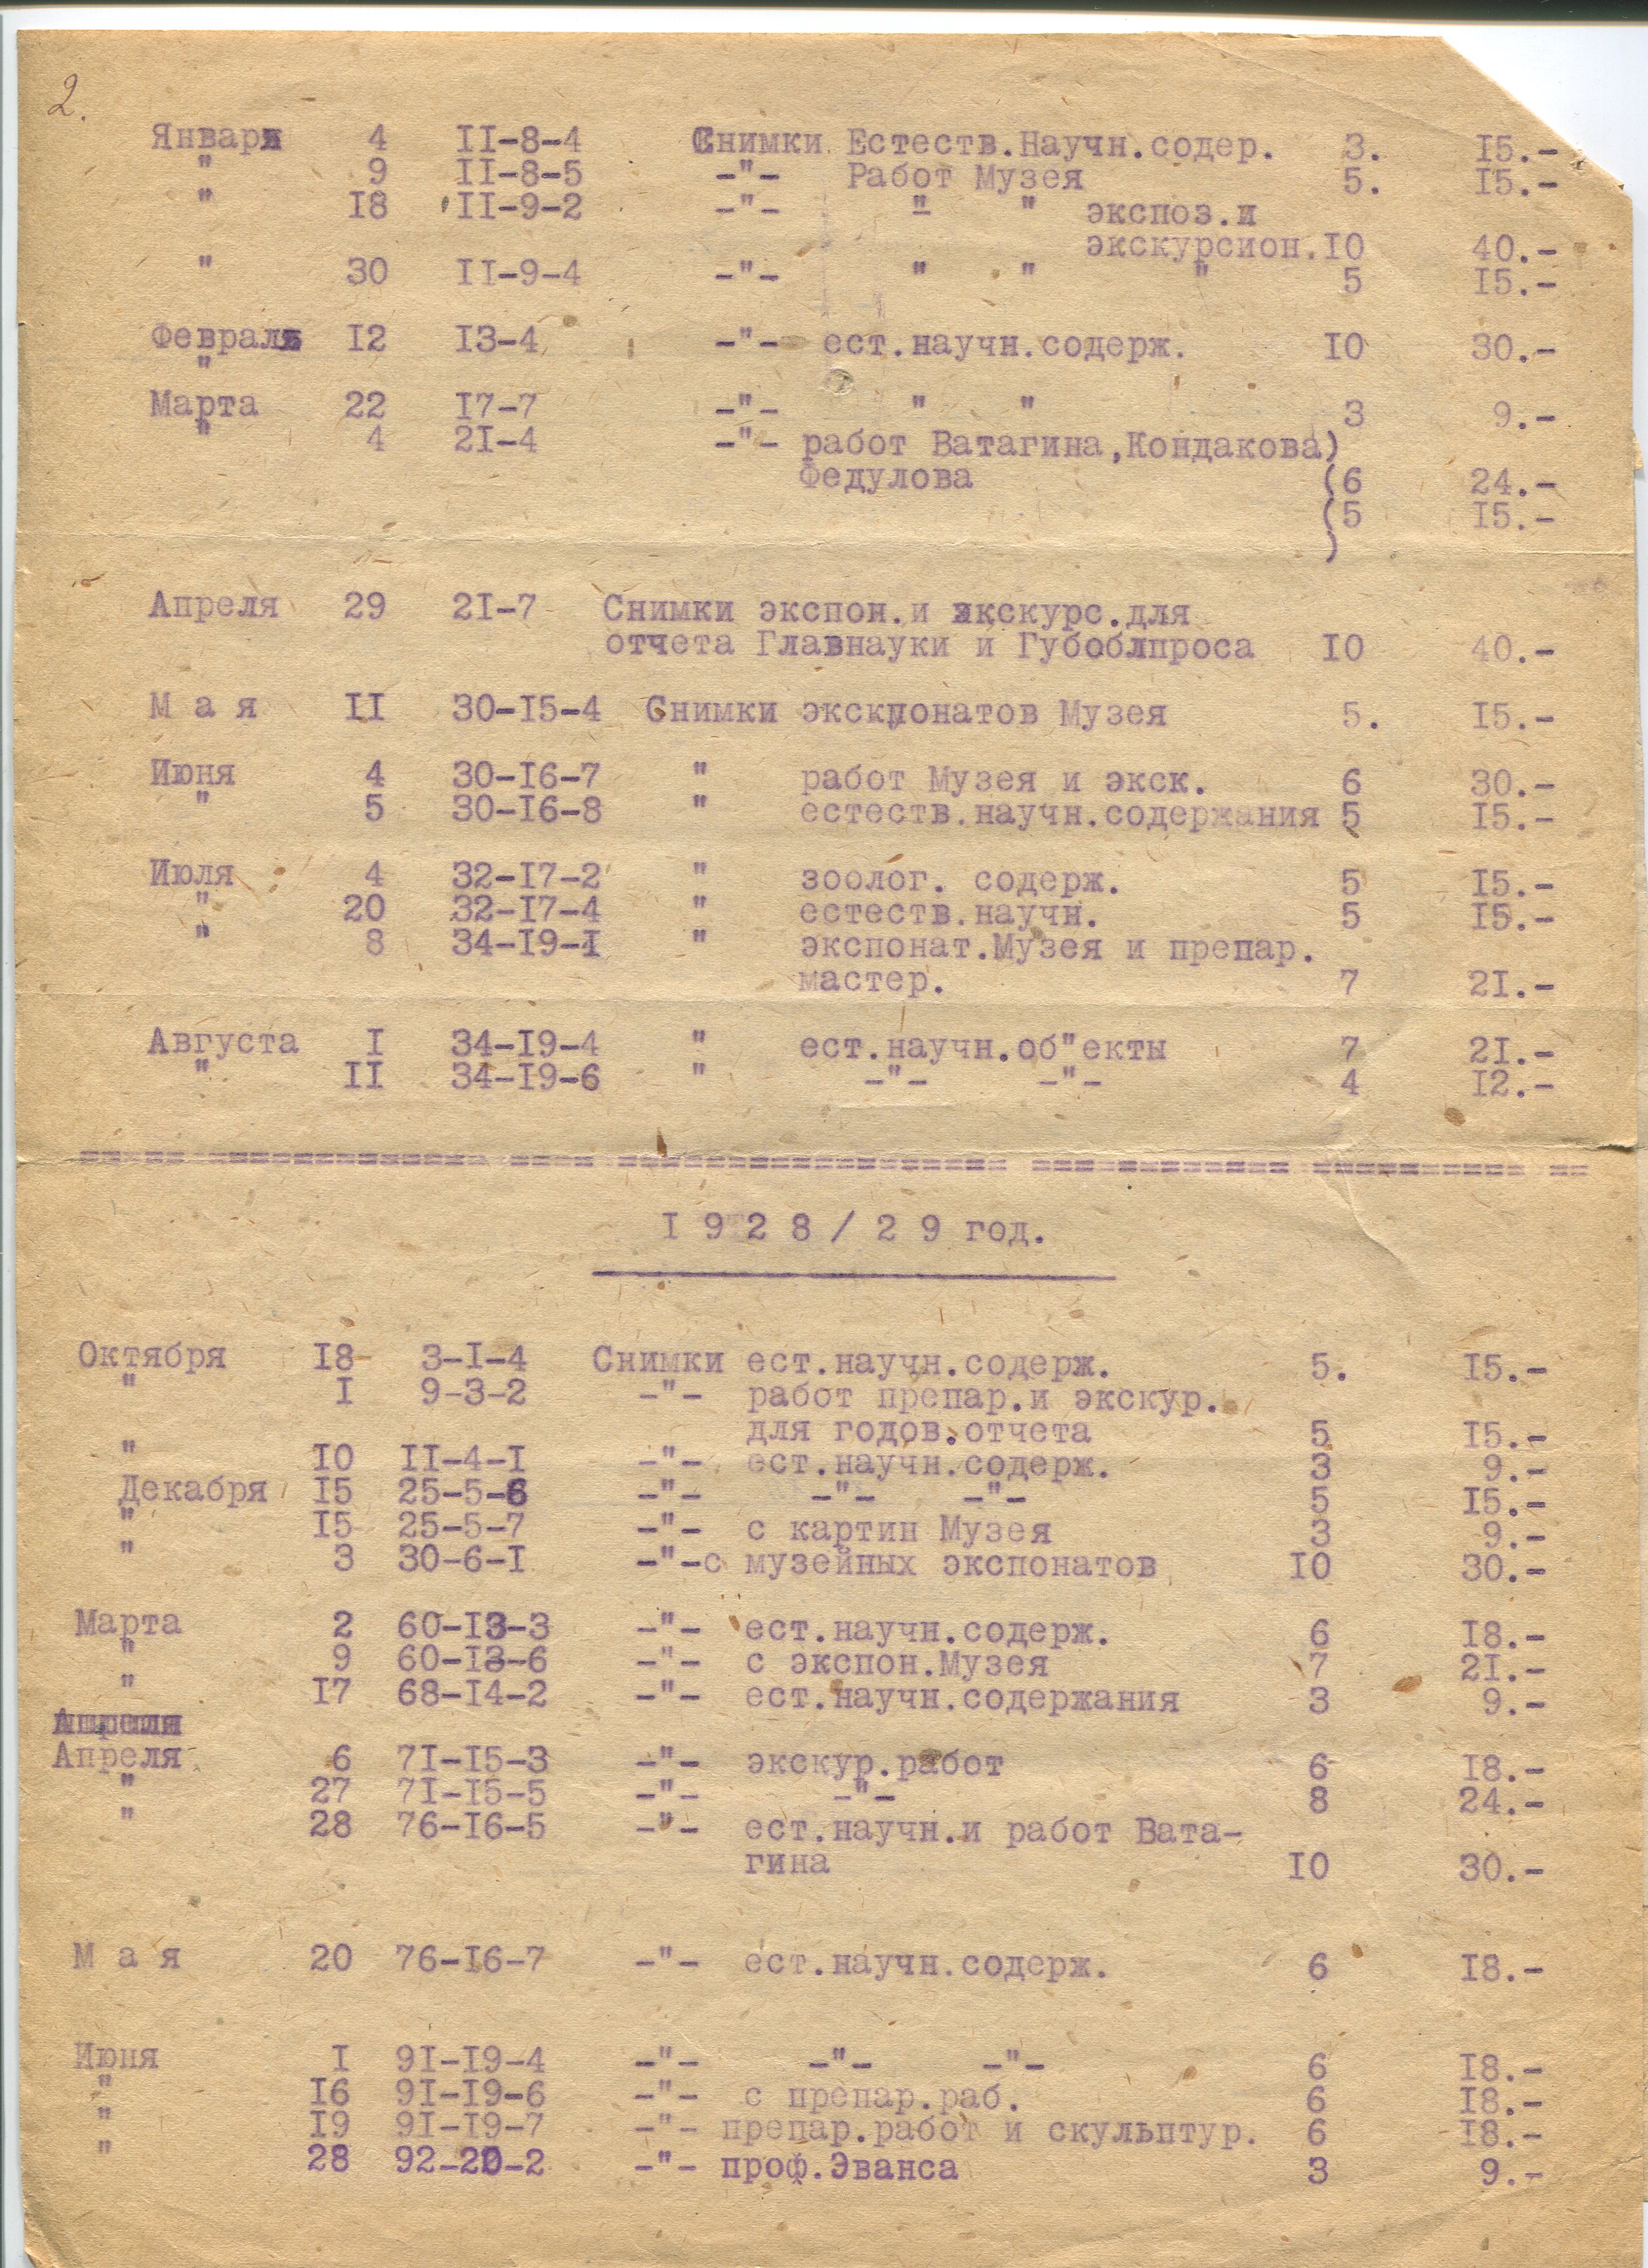 2.
Января 4 II-8-4 Снимки Естеств.Научн.содер. 3. I5.-
" 9 II-8-5 -"- Работ Музея 5. I5.-
" I8 II-9-2 -"- " " экспоз.и
экскурсион.I0 40.-
" 30 II-9-4 -"- " " " 5 I5.-
Февраль I2 I3-4 -"- ест.научн.содерж. I0 30.-
"
Марта 22 I7-7 -"- " " 3 9.-
" 4 2I-4 -"- работ Ватагина,Кондакова)
Федулова (6 24.-
(5 I5.-
)
Апреля 29 2I-7 Снимки экспон.и экскурс.для
отчета Главнауки и Губоблпроса I0 40.-
М а я II 30-I5-4 Снимки экскпонатов Музея 5. I5.-
Июня 4 30-I6-7 " работ Музея и экск. 6 30.-
" 5 30-I6-8 " естеств.научн.содержания 5 I5.-
Июля 4 32-I7-2 " зоолог. содерж. 5 I5.-
" 20 32-I7-4 " естеств.научн. 5 I5.-
" 8 34-I9-I " экспонат.Музея и препар.
мастер. 7 2I.-
Августа I 34-I9-4 " ест.научн.об"екты 7 2I.-
" II 34-I9-6 " -"- -"- 4 I2.-
I 9 2 8 / 2 9 год.
Октября I8 3-I-4 Снимки ест.научн.содерж. 5. I5.-
" I 9-3-2 -"- работ препар.и экскур.
для годов.отчета 5 I5.-
" I0 II-4-I -"- ест.научн.содерж. 3 9.-
Декабря I5 25-5-6 -"- -"- -"- 5 I5.-
" I5 25-5-7 -"- с картин Музея 3 9.-
" 3 30-6-I -"-с музейных экспонатов I0 30.-
Марта 2 60-I3-3 -"- ест.научн.содерж. 6 I8.-
" 9 60-I3-6 -"- с экспон.Музея 7 2I.-
" I7 68-I4-2 -"- ест.научн.содержания 3 9.-
Апреля 6 7I-I5-3 -"- экскур.работ 6 I8.-
" 27 7I-I5-5 -"- -"- 8 24.-
" 28 76-I6-5 -"- ест.научн.и работ Вата-
гина I0 30.-
М а я 20 76-I6-7 -"- ест.научн.содерж. 6 I8.-
Июня I 9I-I9-4 -"- -"- -"- 6 I8.-
" I6 9I-I9-6 -"- с препар.раб. 6 I8.-
" I9 9I-I9-7 -"- препар.работ и скульптур. 6 I8.-
" 28 92-20-2 -"- проф.Эванса 3 9.-